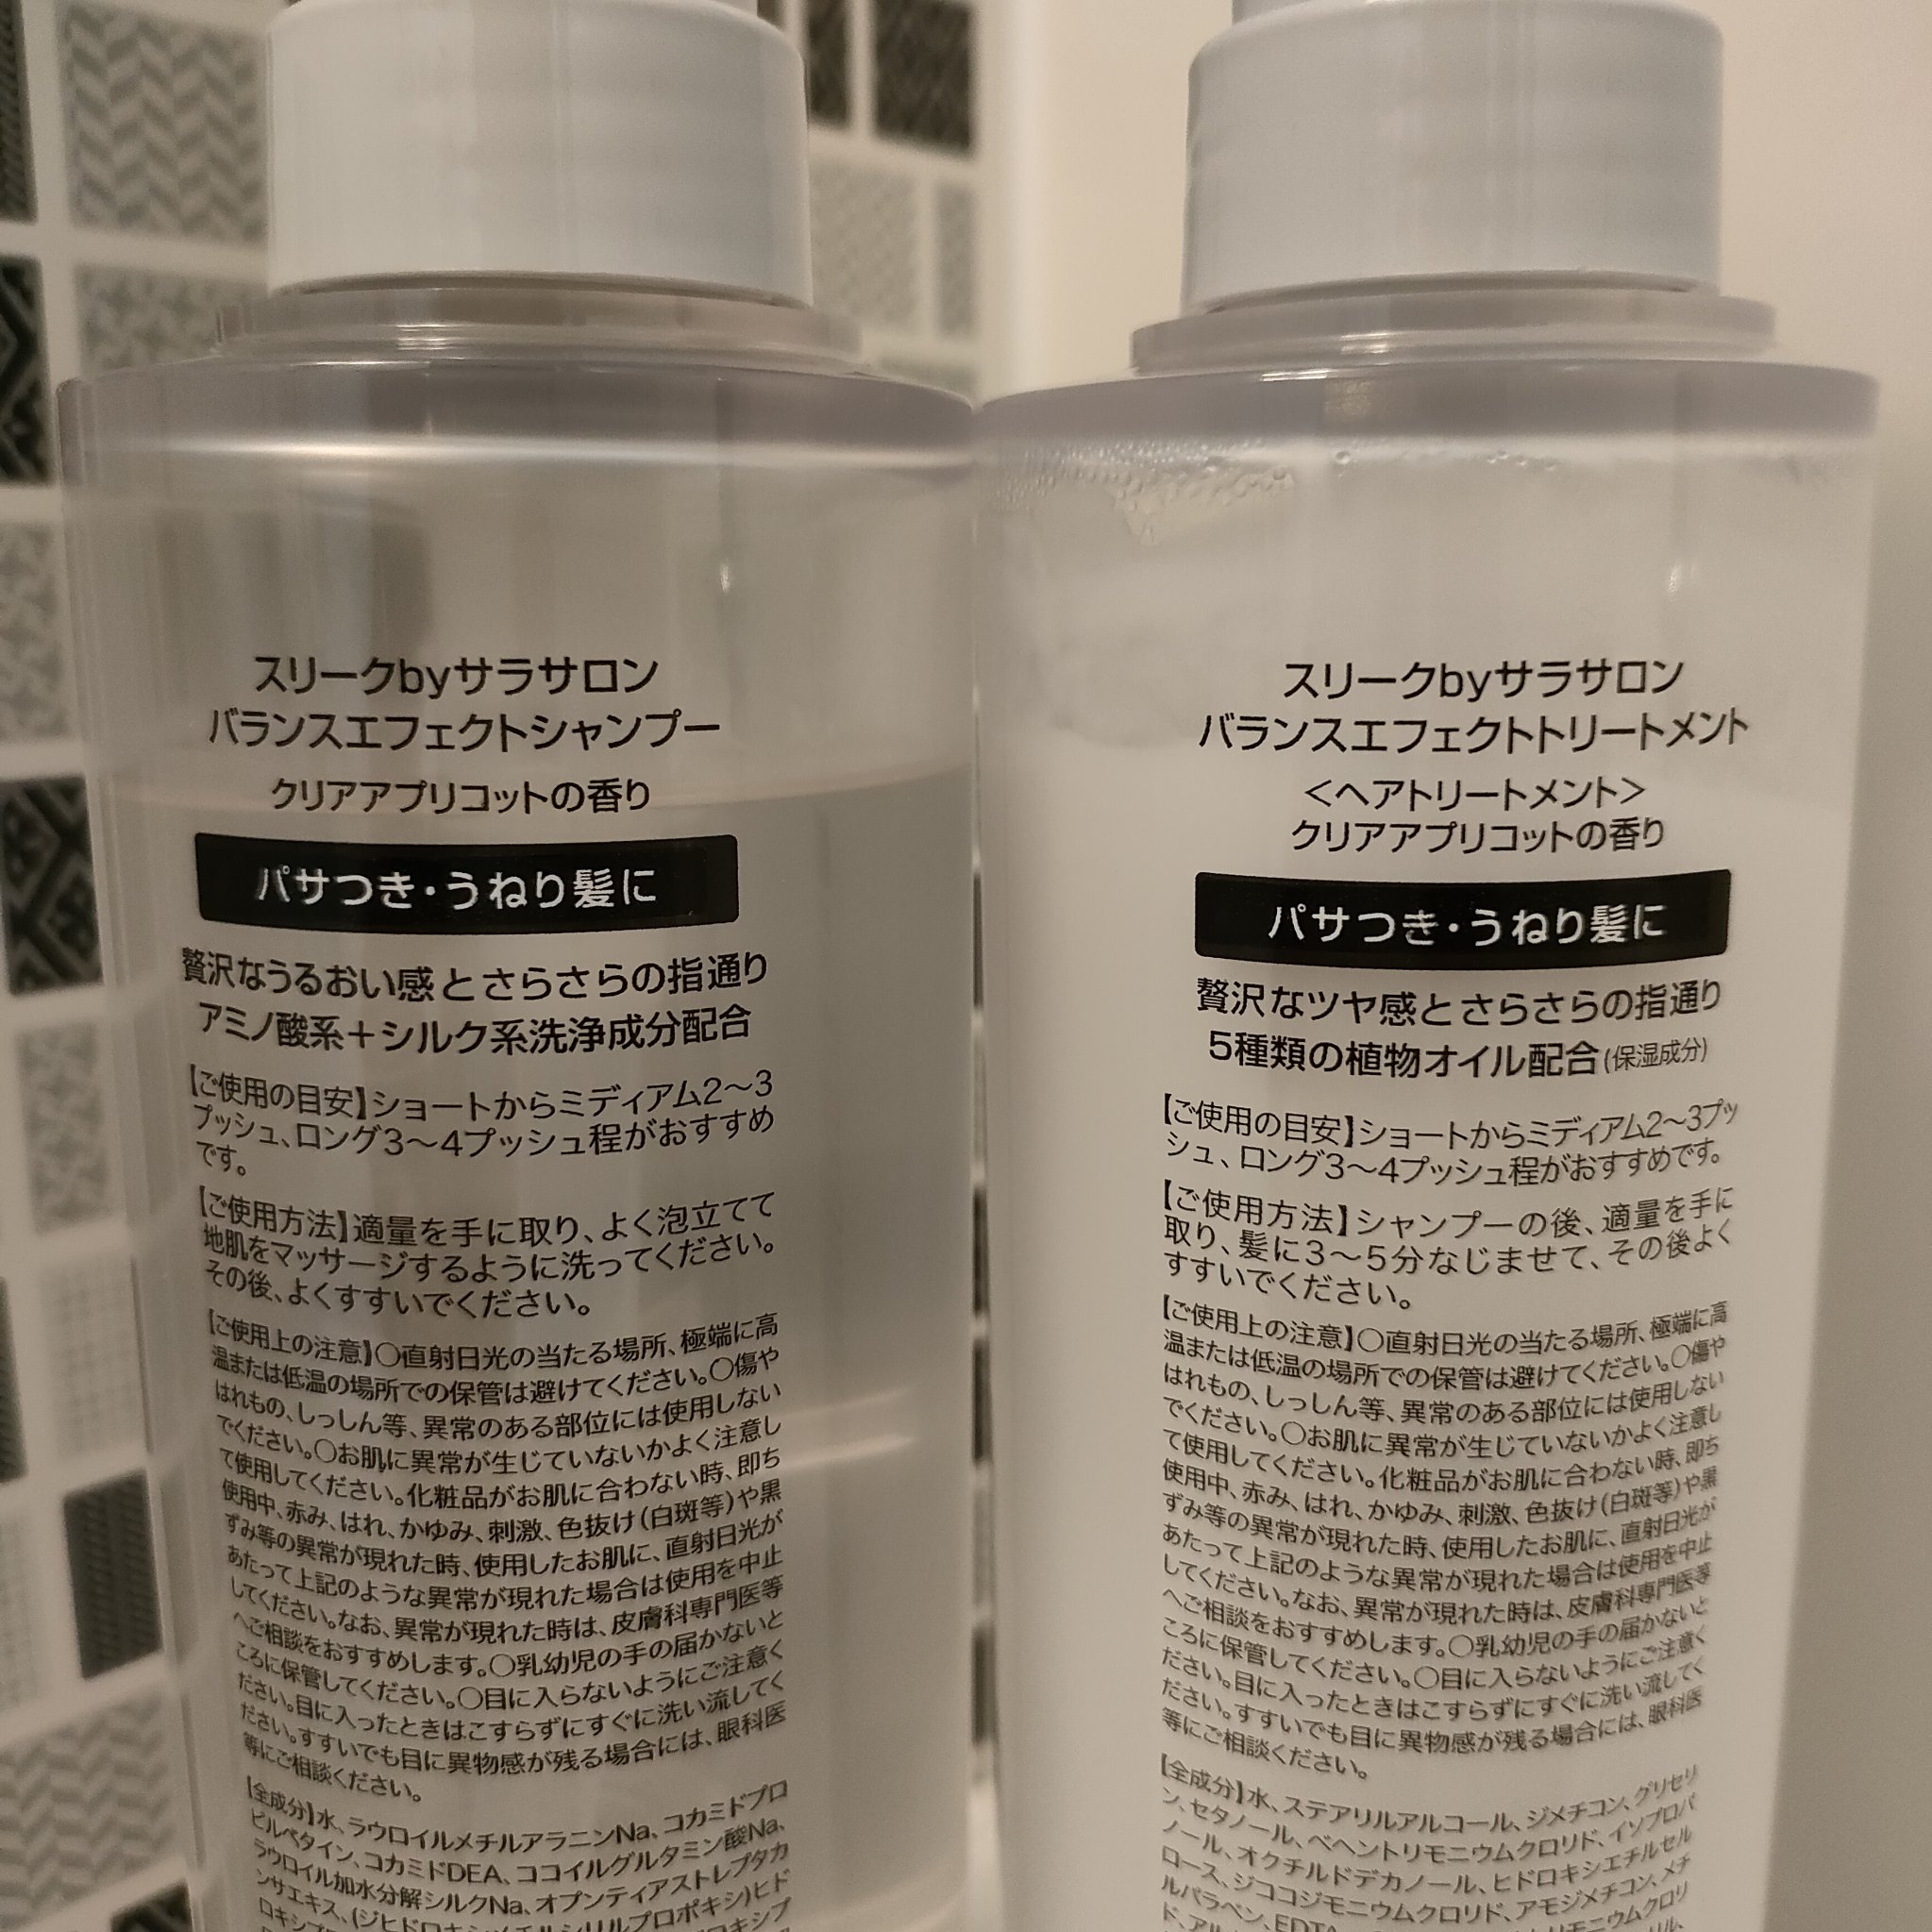 スリークbyサラサロン
バランスエフェクトシャンプー
クリアアプリコットの香り
パサつき・うねり髪に
贅沢なうるおい感とさらさらの指通り
アミノ酸系＋シルク系洗浄成分配合
【ご使用の目安】ショートからミディアム2〜3
プッシュ、ロング3〜4プッシュ程がおすすめ
です。
【ご使用方法】適量を手に取り、よく泡立てて
地肌をマッサージするように洗ってください。
その後、よくすすいでください。
【ご使用上の注意】〇直射日光の当たる場所、極端に高
温または低温の場所での保管は避けてください。〇傷や
はれもの、しっしん等、異常のある部位には使用しない
でください。〇お肌に異常が生じていないかよく注意し
て使用してください。化粧品がお肌に合わない時、即ち
使用中、赤み、はれ、かゆみ、刺激、色抜け(白斑等)や黒
ずみ等の異常が現れた時、使用したお肌に、直射日光が
あたって上記のような異常が現れた場合は使用を中止
してください。なお、異常が現れた時は、皮膚科専門医等
へご相談をおすすめします。〇乳幼児の手の届かないと
ころに保管してください。〇目に入らないようにご注意く
ださい。目に入ったときはこすらずにすぐに洗い流してく
ださい。すすいでも目に異物感が残る場合には、眼科医
等にご相談ください。
【全成分】水、ラウロイルメチルアラニンNa、コカミドプロ
ピルベタイン、コカミドDEA、ココイルグルタミン酸Na、
ラウロイル加水分解シルクNa、オプンティアストレプタカ
ンサエキス、(ジヒドロキシメチルシリルプロポキシ)ヒド
スリークbyサラサロン
バランスエフェクトトリートメント
＜ヘアトリートメント＞
クリアアプリコットの香り
パサつき・うねり髪に
贅沢なツヤ感とさらさらの指通り
5種類の植物オイル配合(保湿成分)
【ご使用の目安】ショートからミディアム2〜3プッ
シュ、ロング3〜4プッシュ程がおすすめです。
【ご使用方法】シャンプーの後、適量を手に
取り、髪に3〜5分なじませて、その後よく
すすいでください。
【ご使用上の注意】〇直射日光の当たる場所、極端に高
温または低温の場所での保管は避けてください。〇傷や
はれもの、しっしん等、異常のある部位には使用しない
でください。〇お肌に異常が生じていないかよく注意し
て使用してください。化粧品がお肌に合わない時、即ち
使用中、赤み、はれ、かゆみ、刺激、色抜け(白斑等)や黒
ずみ等の異常が現れた時、使用したお肌に、直射日光が
あたって上記のような異常が現れた場合は使用を中止
してください。なお、異常が現れた時は、皮膚科専門医等
へご相談をおすすめします。〇乳幼児の手の届かないと
ころに保管してください。〇目に入らないようにご注意く
ださい。目に入ったときはこすらずにすぐに洗い流してく
ださい。すすいでも目に異物感が残る場合には、眼科医
等にご相談ください。
【全成分】水、ステアリルアルコール、ジメチコン、グリセリ
ン、セタノール、ベヘントリモニウムクロリド、イソプロパ
ノール、オクチルドデカノール、ヒドロキシエチルセル
ロース、ジココジモニウムクロリド、アモジメチコン、メチ
ルパラベン、EDTA